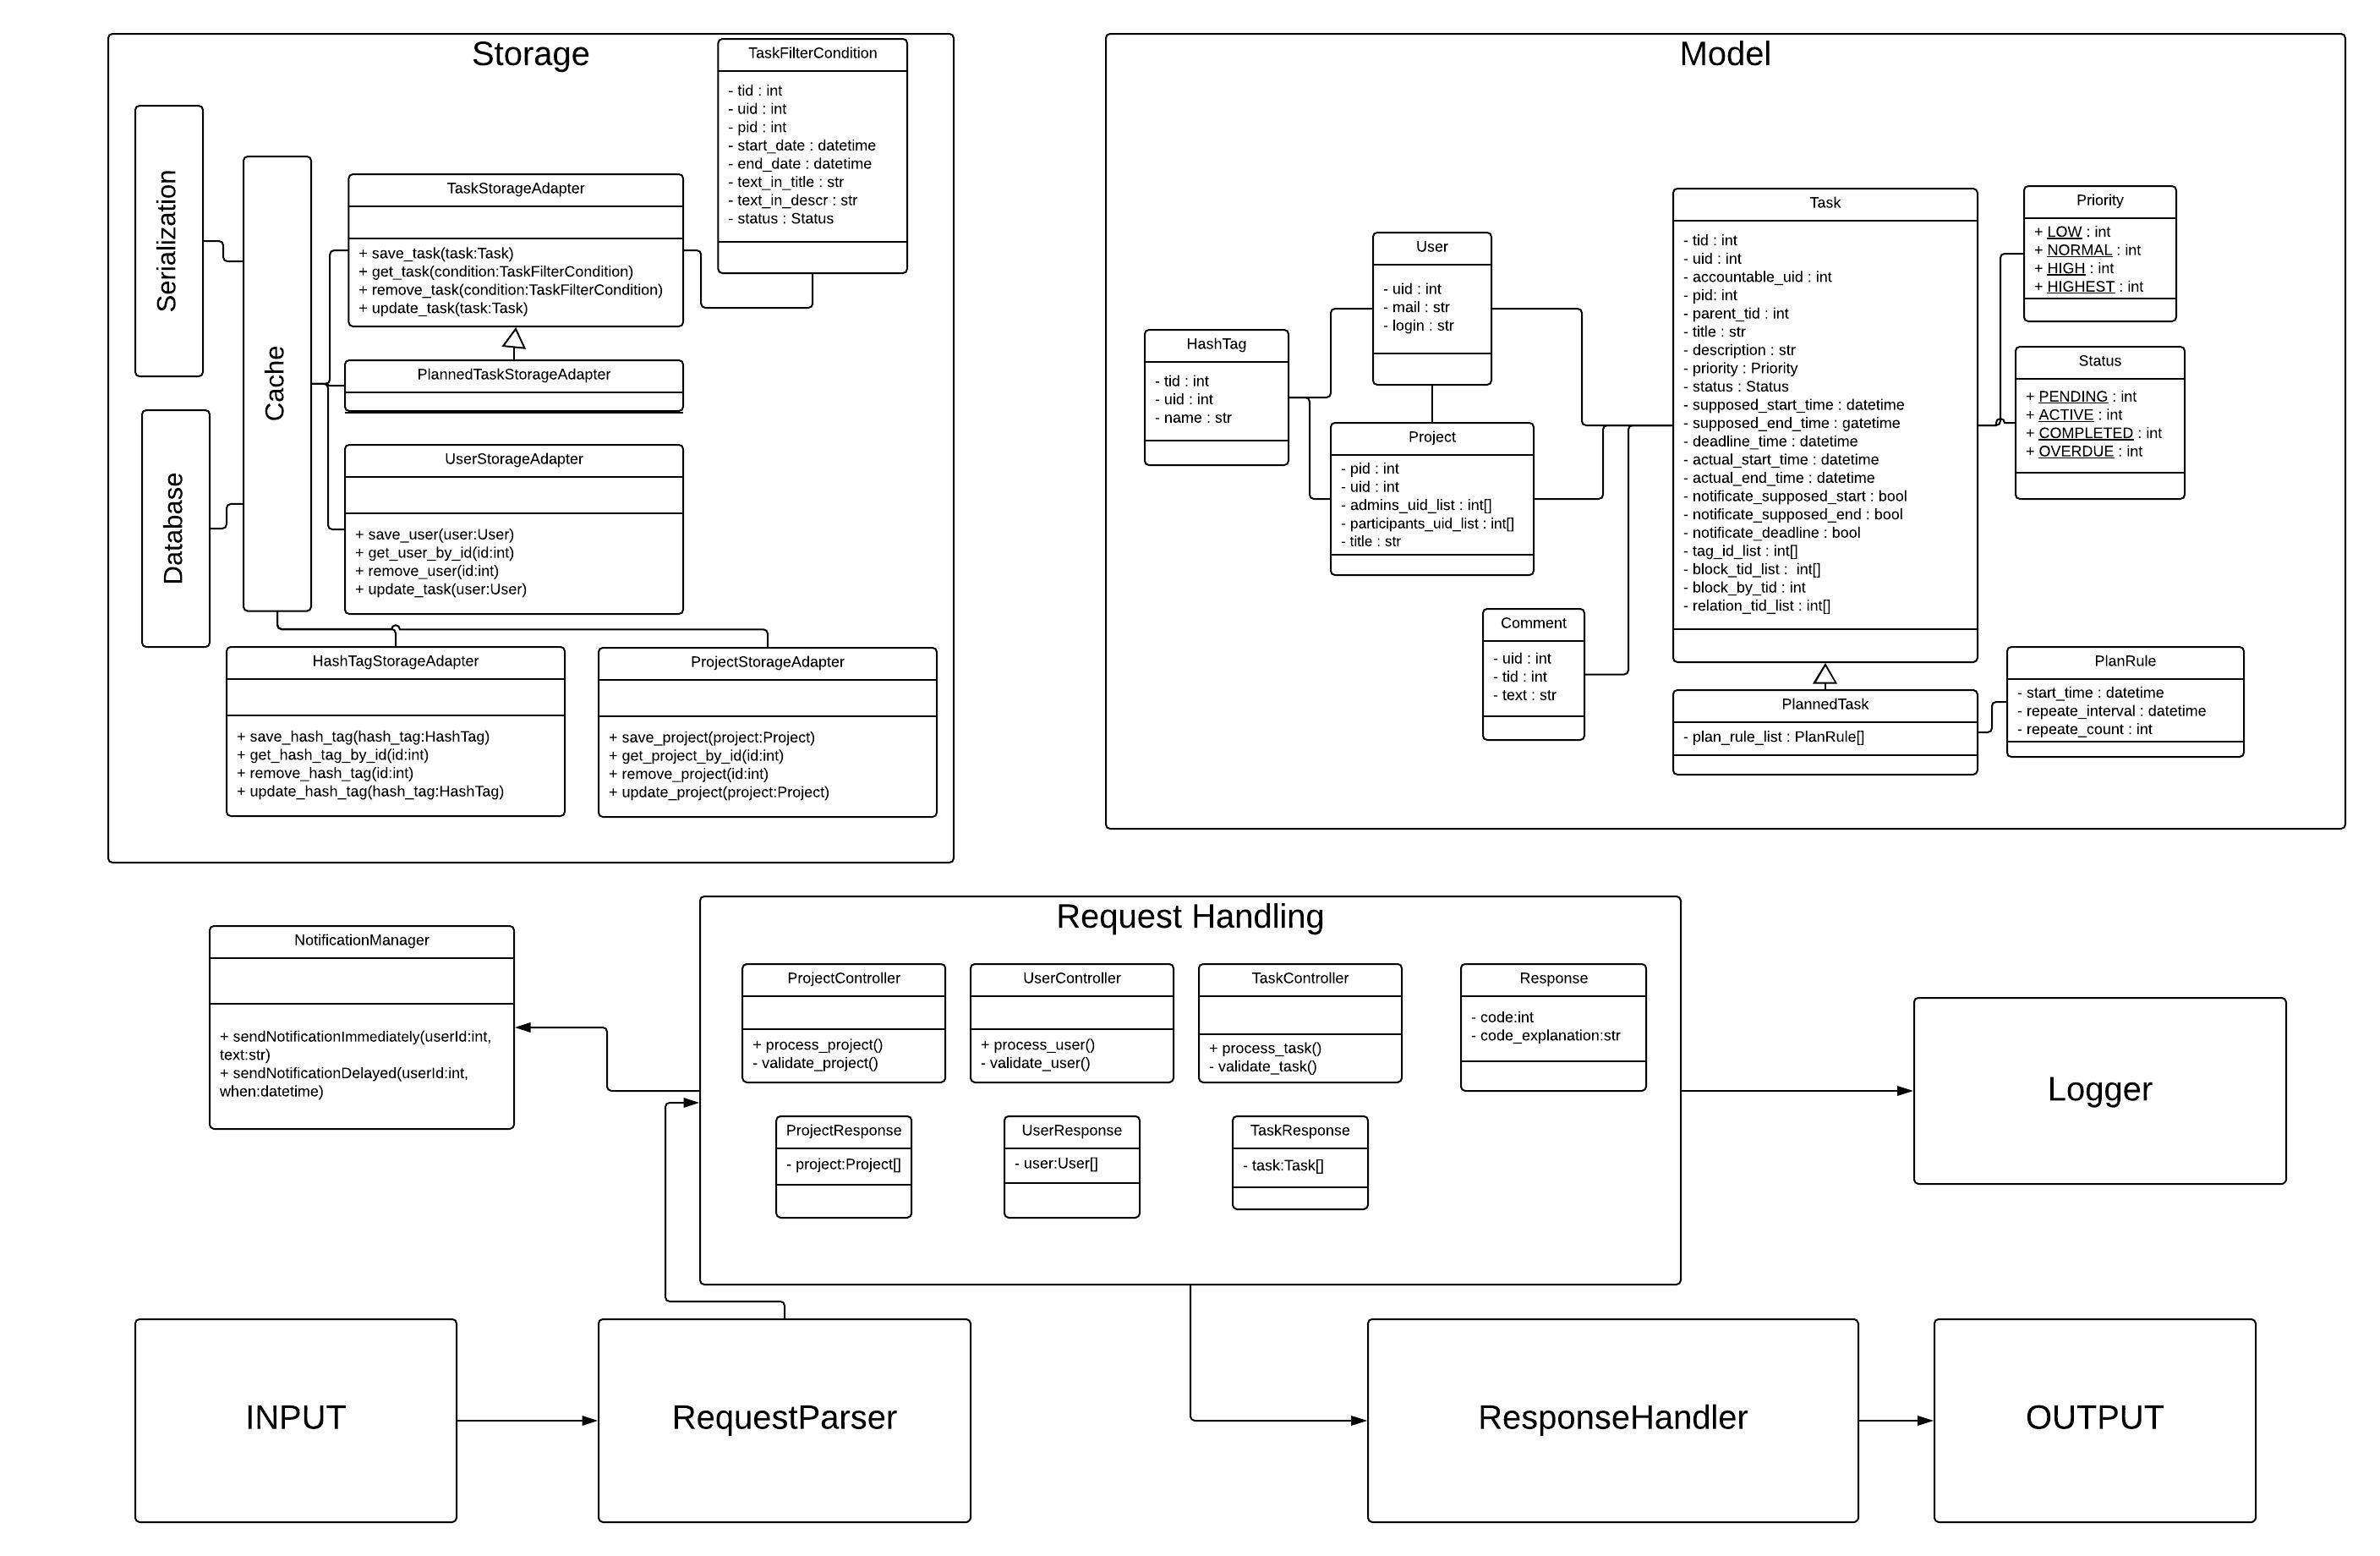 Storage
TaskFilterCondition
- tid : int
- uid : int
- pid : int
- start_date : datetime
- end_date : datetime
- text_in_title : str
- text_in_descr : str
- status : Status
Serialization
Database
Cache
TaskStorageAdapter
+ save_task(task:Task)
+ get_task(condition:TaskFilterCondition)
+ remove_task(condition:TaskFilterCondition)
+ update_task(task:Task)
PlannedTaskStorageAdapter
UserStorageAdapter
+ save_user(user:User)
+ get_user_by_id(id:int)
+ remove_user(id:int)
+ update_task(user:User)
HashTagStorageAdapter
+ save_hash_tag(hash_tag:HashTag)
+ get_hash_tag_by_id(id:int)
+ remove_hash_tag(id:int)
+ update_hash_tag(hash_tag:HashTag)
ProjectStorageAdapter
+ save_project(project:Project)
+ get_project_by_id(id:int)
+ remove_project(id:int)
+ update_project(project:Project)
Model
HashTag
- tid : int
- uid : int
- name : str
User
- uid : int
- mail : str
- login : str
Project
- pid : int
- uid : int
- admins_uid_list : int[]
- participants_uid_list : int[]
- title : str
Comment
- uid : int
- tid : int
- text : str
Task
- tid : int
- uid : int
- accountable_uid : int
- pid: int
- parent_tid : int
- title : str
- description : str
- priority : Priority
- status : Status
- supposed_start_time : datetime
- supposed_end_time : gatetime
- deadline_time : datetime
- actual_start_time : datetime
- actual_end_time : datetime
- notificate_supposed_start : bool
- notificate_supposed_end : bool
- notificate_deadline : bool
- tag_id_list : int[]
- block_tid_list :  int[]
- block_by_tid : int
- relation_tid_list : int[]
PlannedTask
- plan_rule_list : PlanRule[]
Priority
+ LOW : int
+ NORMAL : int
+ HIGH : int
+ HIGHEST : int
Status
+ PENDING : int
+ ACTIVE : int
+ COMPLETED : int
+ OVERDUE : int
PlanRule
- start_time : datetime
- repeate_interval : datetime
- repeate_count : int
NotificationManager
+ sendNotificationImmediately(userId:int,
text:str)
+ sendNotificationDelayed(userId:int,
when:datetime)
Request Handling
ProjectController
+ process_project()
- validate_project()
UserController
+ process_user()
- validate_user()
TaskController
+ process_task()
- validate_task()
Response
- code:int
- code_explanation:str
ProjectResponse
- project:Project[]
UserResponse
- user:User[]
TaskResponse
- task:Task[]
Logger
INPUT
RequestParser
ResponseHandler
OUTPUT